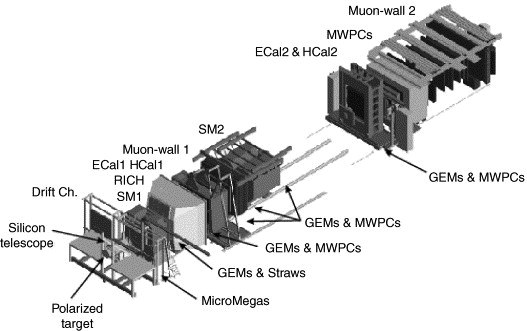 Muon-wall 2
MWPCs
ECal2 & HCal2
SM2
Muon-wall 1
ECal1 HCal1
RICH
SM1
Drift Ch.
Silicon
telescope
Polarized
target
MicroMegas
GEMs & Straws
GEMs & MWPCs
GEMs & MWPCs
GEMs & MWPCs